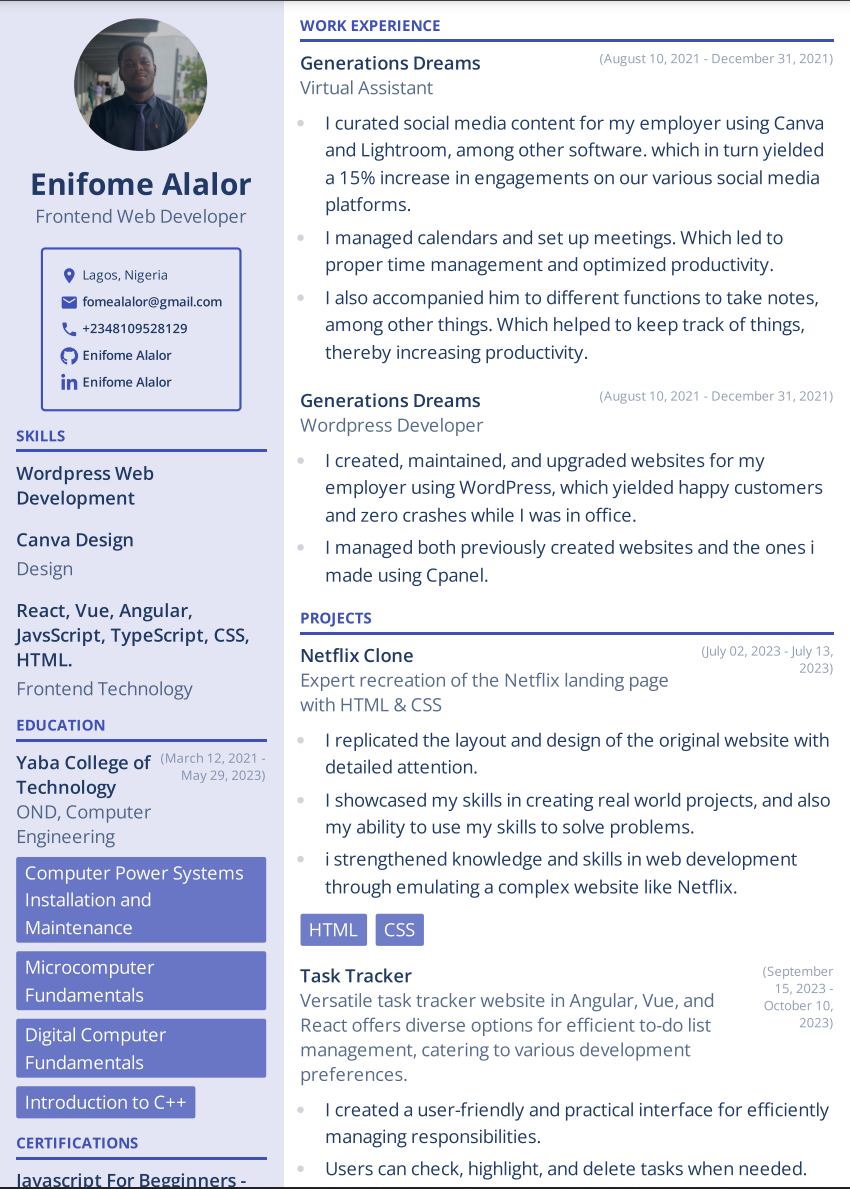 Enifome Alalor
Frontend Web Developer
Lagos, Nigeria
fomealalor@gmail.com
+2348109528129
Enifome Alalor
Enifome Alalor
SKILLS
Wordpress Web
Development
Canva Design
Design
React, Vue, Angular,
JavsScript, TypeScript, CSS,
HTML.
Frontend Technology
EDUCATION
Yaba College of
Technology
(March 12, 2021 -
May 29, 2023)
OND, Computer
Engineering
Computer Power Systems
Installation and
Maintenance
Microcomputer
Fundamentals
Digital Computer
Fundamentals
Introduction to C++
CERTIFICATIONS
Javascript For Begginners -
WORK EXPERIENCE
Generations Dreams
(August 10, 2021 - December 31, 2021)
Virtual Assistant
I curated social media content for my employer using Canva
and Lightroom, among other software. which in turn yielded
a 15% increase in engagements on our various social media
platforms.
I managed calendars and set up meetings. Which led to
proper time management and optimized productivity.
I also accompanied him to different functions to take notes,
among other things. Which helped to keep track of things,
thereby increasing productivity.
Generations Dreams
(August 10, 2021 - December 31, 2021)
Wordpress Developer
I created, maintained, and upgraded websites for my
employer using WordPress, which yielded happy customers
and zero crashes while I was in office.
I managed both previously created websites and the ones i
made using Cpanel.
PROJECTS
Netflix Clone
(July 02, 2023 - July 13,
2023)
Expert recreation of the Netflix landing page
with HTML & CSS
I replicated the layout and design of the original website with
detailed attention.
I showcased my skills in creating real world projects, and also
my ability to use my skills to solve problems.
i strengthened knowledge and skills in web development
through emulating a complex website like Netflix.
HTML
CSS
Task Tracker
(September
15, 2023 -
October 10,
2023)
Versatile task tracker website in Angular, Vue, and
React offers diverse options for efficient to-do list
management, catering to various development
preferences.
I created a user-friendly and practical interface for efficiently
managing responsibilities.
Users can check, highlight, and delete tasks when needed.